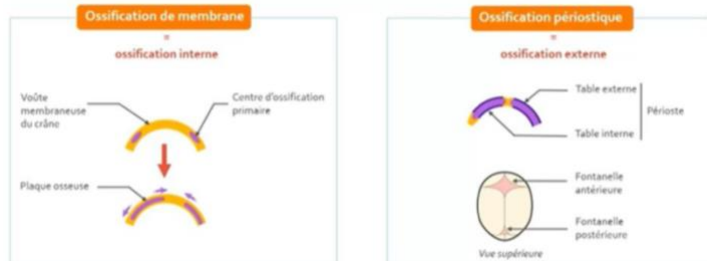 Ossification de membrane
=
ossification interne
Voûte
membraneuse
du crâne
Centre d'ossification
primaire
Plaque osseuse
Ossification périostique
=
ossification externe
Table externe
Périoste
Table interne
Fontanelle
antérieure
Fontanelle
postérieure
Vue supérieure